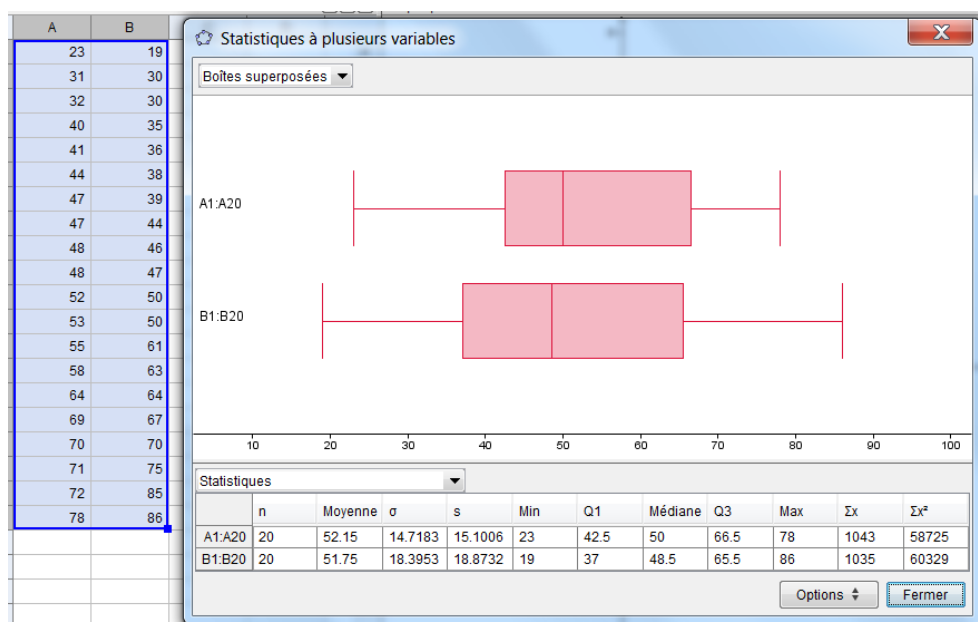 A B
23 19
31 30
32 30
40 35
41 36
44 38
47 39
47 44
48 46
48 47
52 50
53 50
55 61
58 63
64 64
69 67
70 70
71 75
72 85
78 86
Statistiques à plusieurs variables
Boîtes superposées
A1:A20
B1:B20
10 20 30 40 50 60 70 80 90 100
Statistiques
n Moyenne σ s Min Q1 Médiane Q3 Max Σx Σx²
A1:A20 20 52.15 14.7183 15.1006 23 42.5 50 66.5 78 1043 58725
B1:B20 20 51.75 18.3953 18.8732 19 37 48.5 65.5 86 1035 60329
Options Fermer